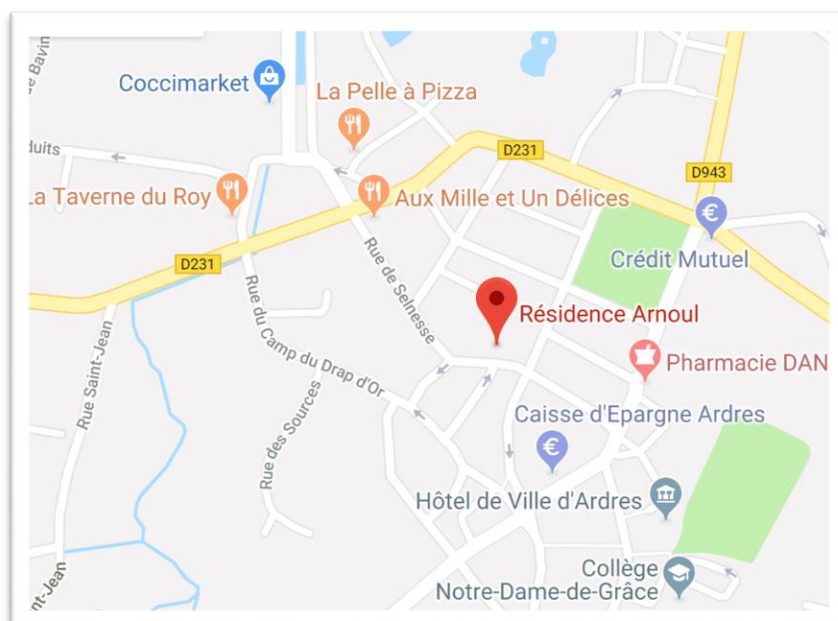 de Bavin
Coccimarket
La Pelle à Pizza
duits
D231
D943
La Taverne du Roy
Aux Mille et Un Délices
Crédit Mutuel
D231
Rue de Selnesse
Résidence Arnoul
Rue du Camp du Drap d'Or
Rue Saint-Jean
Pharmacie DAN
Caisse d'Epargne Ardres
Rue des Sources
Hôtel de Ville d'Ardres
Collège
Notre-Dame-de-Grâce
nt-Jean